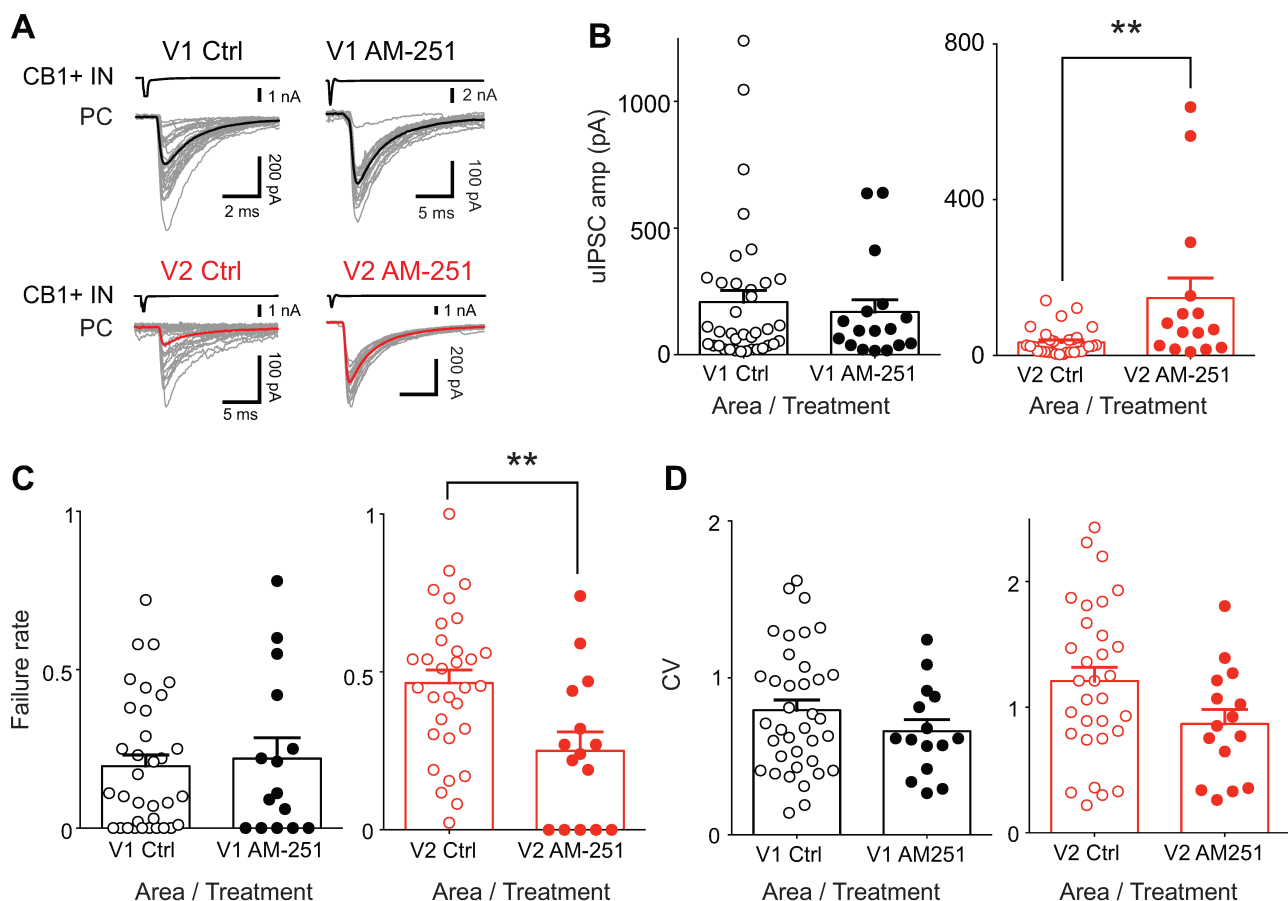 A
V1 Ctrl
V1 AM-251
CB1+ IN
1 nA
2 nA
PC
200 pA
100 pA
2 ms
5 ms
V2 Ctrl
V2 AM-251
CB1+ IN
1 nA
1 nA
PC
100 pA
200 pA
5 ms
B
uIPSC amp (pA)
1000
500
0
V1 Ctrl
V1 AM-251
Area / Treatment
800
400
0
**
V2 Ctrl
V2 AM-251
Area / Treatment
C
Failure rate
1
0.5
0
V1 Ctrl
V1 AM-251
Area / Treatment
1
0.5
0
**
V2 Ctrl
V2 AM-251
Area / Treatment
D
CV
2
1
0
V1 Ctrl
V1 AM251
Area / Treatment
2
1
0
V2 Ctrl
V2 AM251
Area / Treatment